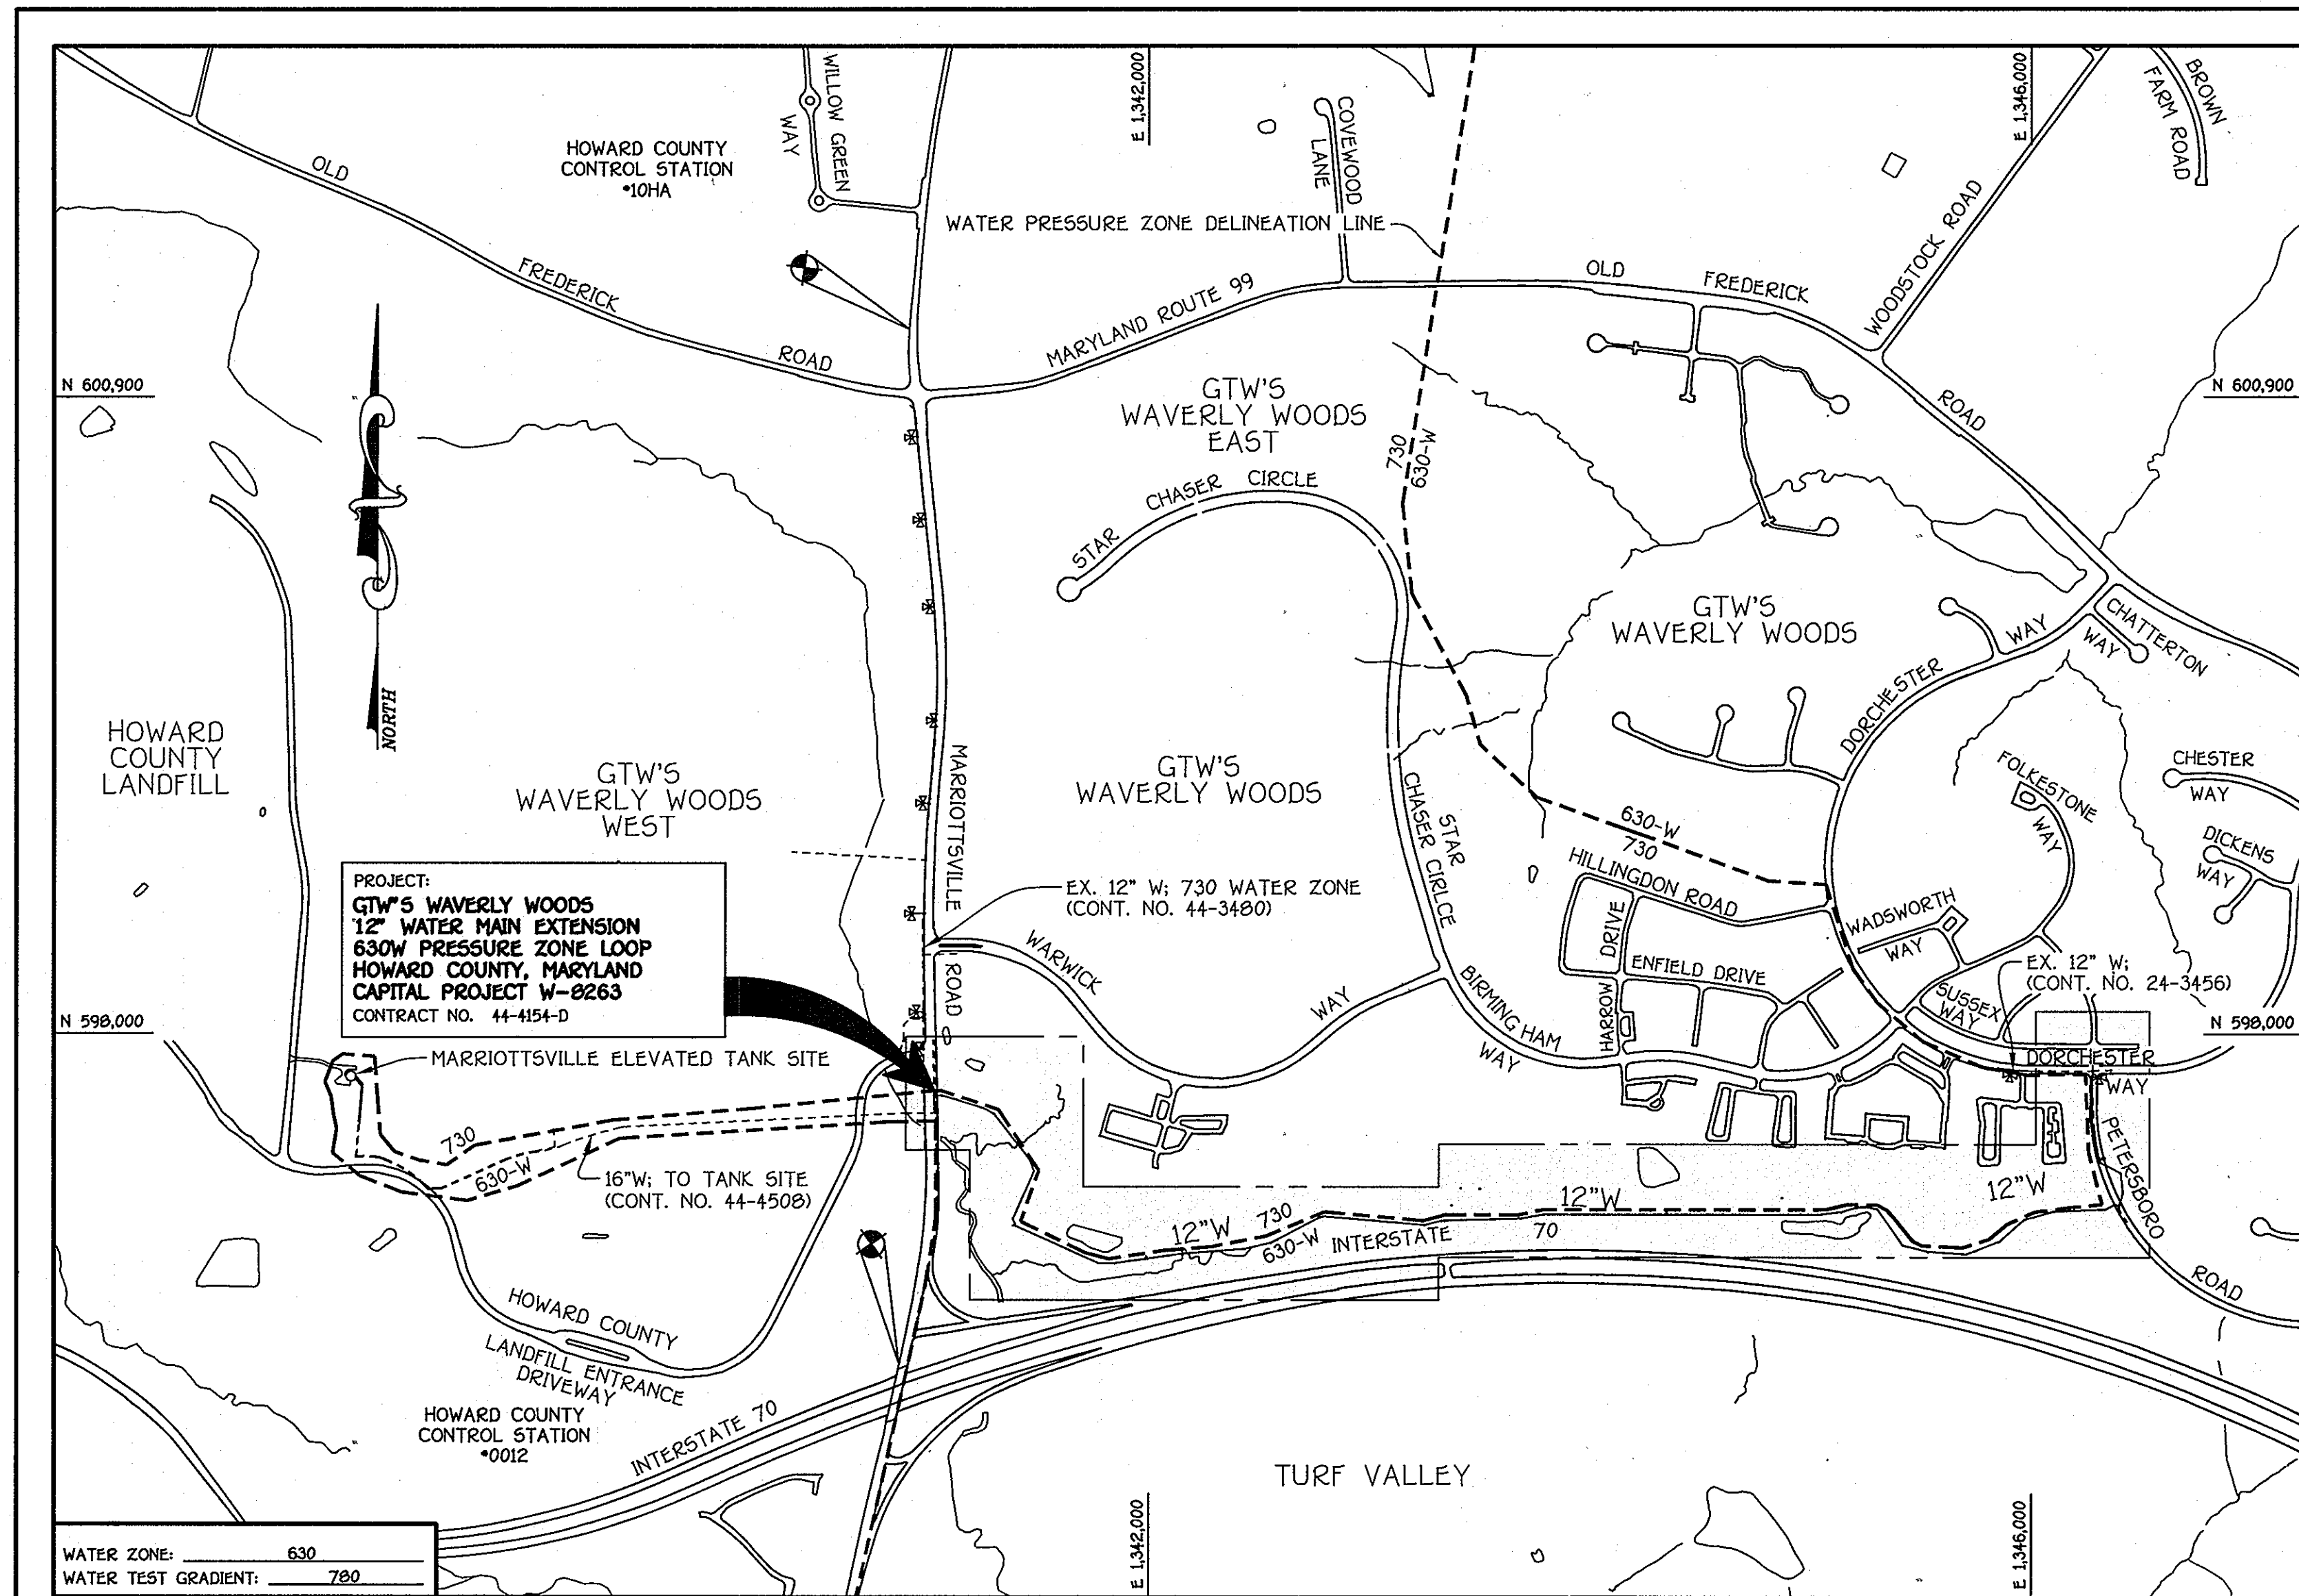 WILLOW GREEN
WAY
E 1,342,000
COVEWOOD
LANE
E 1,346,000
BROWN
FARM ROAD
HOWARD COUNTY
CONTROL STATION
•10HA
OLD
WATER PRESSURE ZONE DELINEATION LINE
WOODSTOCK ROAD
FREDERICK
OLD
FREDERICK
MARYLAND ROUTE 99
ROAD
N 600,900
N 600,900
GTW'S
WAVERLY WOODS
EAST
ROAD
730
630-W
STAR CHASER CIRCLE
GTW'S
WAVERLY WOODS
WAY
CHATTERTON
WAY
DORCHESTER
NORTH
HOWARD
COUNTY
LANDFILL
GTW'S
WAVERLY WOODS
WEST
MARRIOTTSVILLE
GTW'S
WAVERLY WOODS
STAR
CHASER CIRLCE
FOLKESTONE
WAY
CHESTER
WAY
DICKENS
WAY
630-W
730
HILLINGDON ROAD
PROJECT:
GTW'S WAVERLY WOODS
12" WATER MAIN EXTENSION
630W PRESSURE ZONE LOOP
HOWARD COUNTY, MARYLAND
CAPITAL PROJECT W-8263
CONTRACT NO. 44-4154-D
EX. 12" W; 730 WATER ZONE
(CONT. NO. 44-3480)
WADSWORTH
WAY
DRIVE
HARROW
ENFIELD DRIVE
EX. 12" W;
(CONT. NO. 24-3456)
ROAD
WARWICK
WAY
BIRMING HAM
WAY
SUSSEX
WAY
N 598,000
N 598,000
MARRIOTTSVILLE ELEVATED TANK SITE
DORCHESTER
WAY
730
630-W
16"W; TO TANK SITE
(CONT. NO. 44-4508)
PETERSBORO
12"W
12"W
12"W
730
630-W
INTERSTATE 70
ROAD
HOWARD COUNTY
LANDFILL ENTRANCE
DRIVEWAY
HOWARD COUNTY
CONTROL STATION
•0012
INTERSTATE 70
TURF VALLEY
E 1,342,000
E 1,346,000
WATER ZONE: 630
WATER TEST GRADIENT: 780